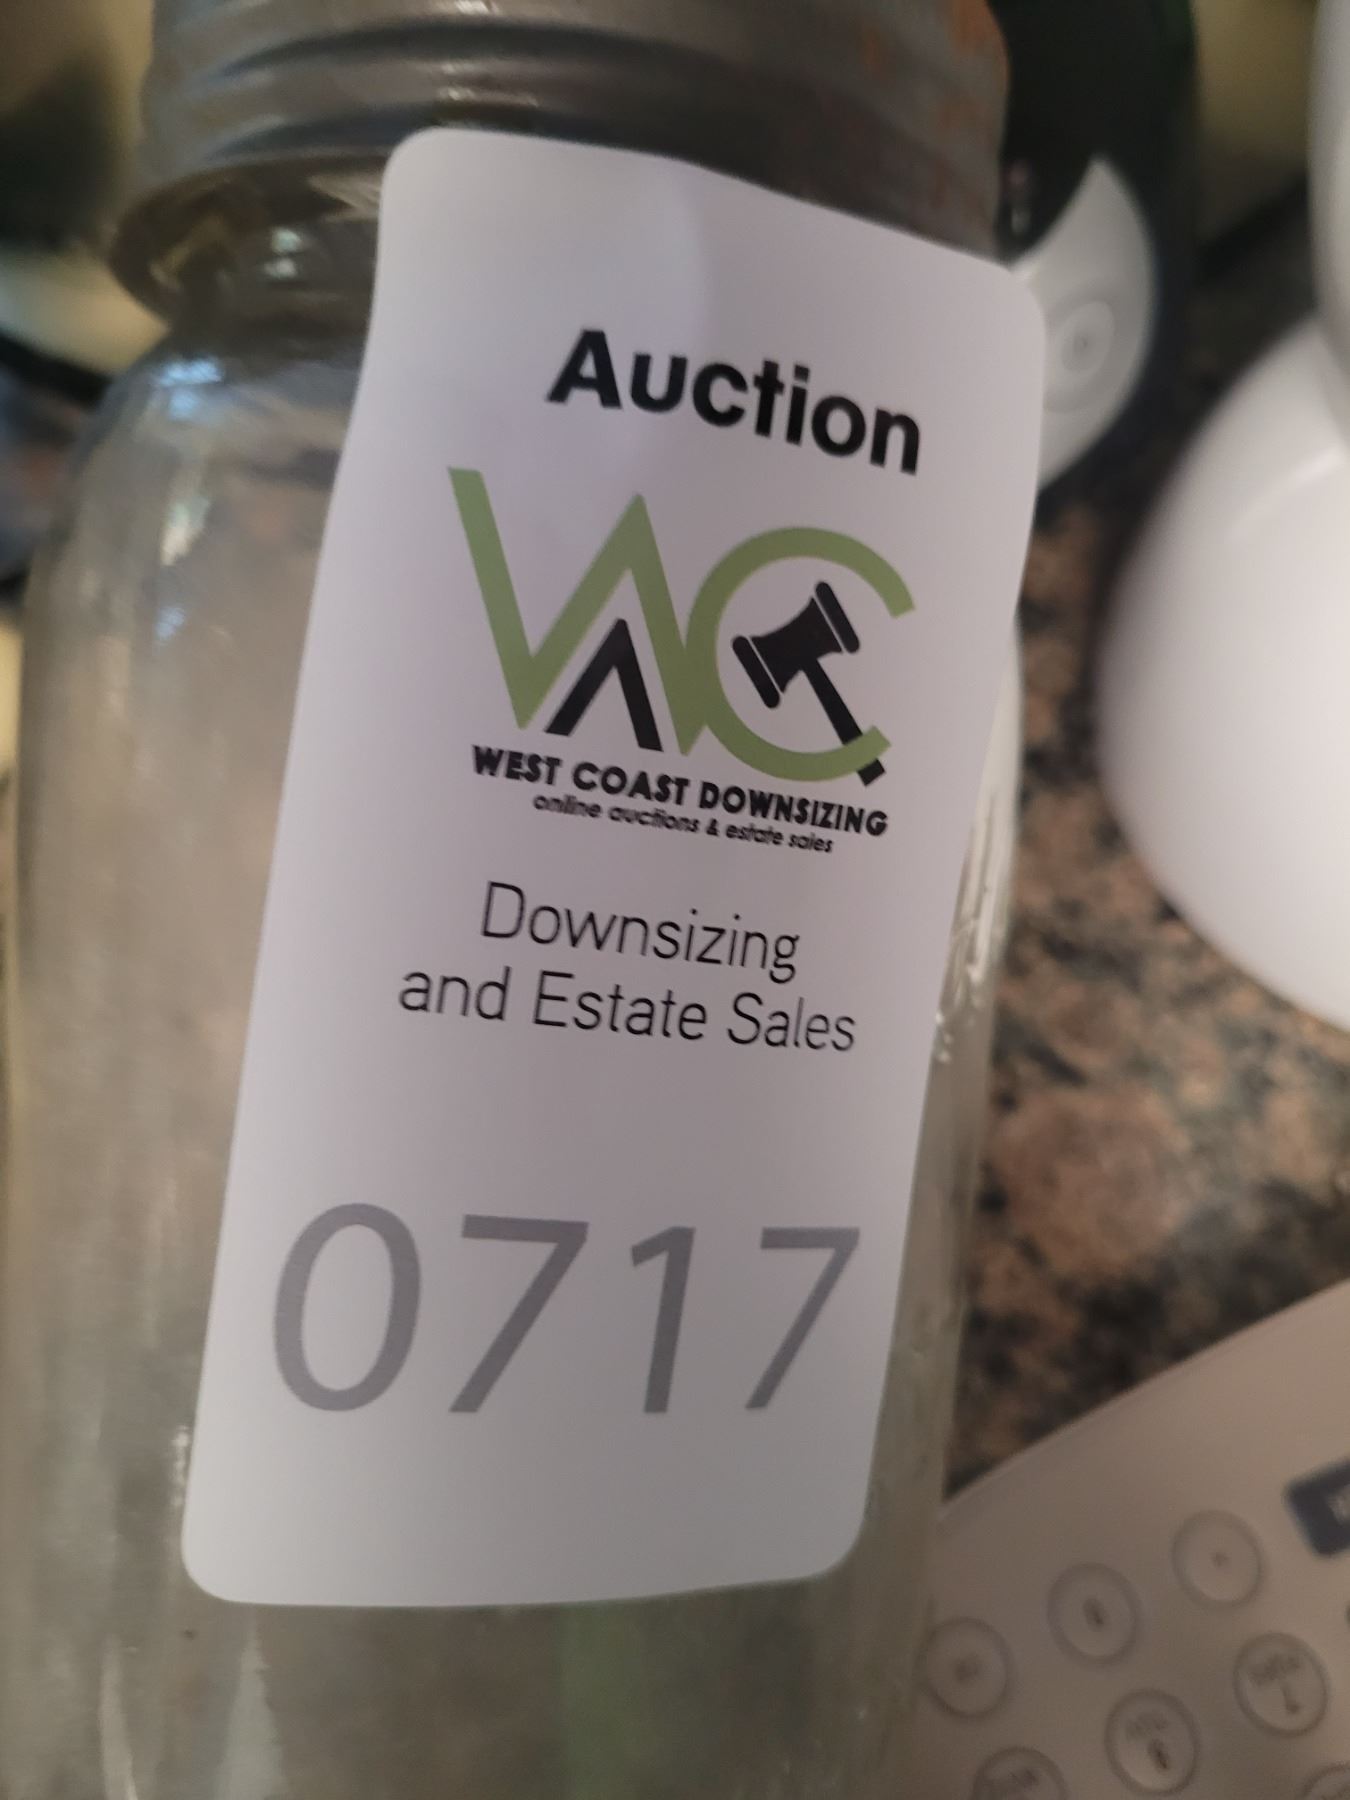 Auction
WC
WEST COAST DOWNSIZING
online auctions & estate sales
Downsizing
and Estate Sales
0717